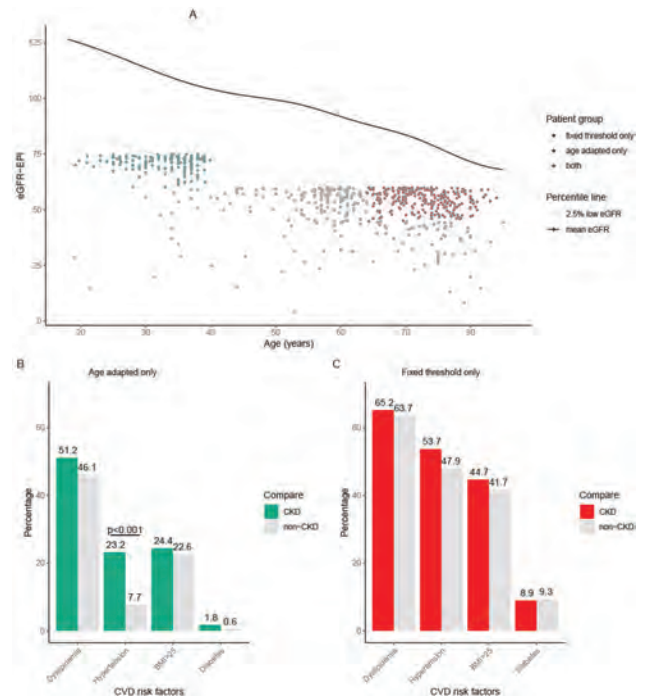 A
125
100
75
50
25
0
eGFR-EPI
20
30
40
50
60
70
80
Age (years)
Patient group
fixed threshold only
age adapted only
both
Percentile line
2.5% low eGFR
mean eGFR
B
Age adapted only
60
40
20
0
Percentage
51.2
46.1
p<0.001
23.2
7.7
24.4
22.6
1.8
0.6
Dyslipidemia
Hypertension
BMI>25
Diabetes
CVD risk factors
Compare
CKD
non-CKD
C
Fixed threshold only
60
40
20
0
Percentage
65.2
63.7
53.7
47.9
44.7
41.7
8.9
9.3
Dyslipidemia
Hypertension
BMI>25
Diabetes
CVD risk factors
Compare
CKD
non-CKD